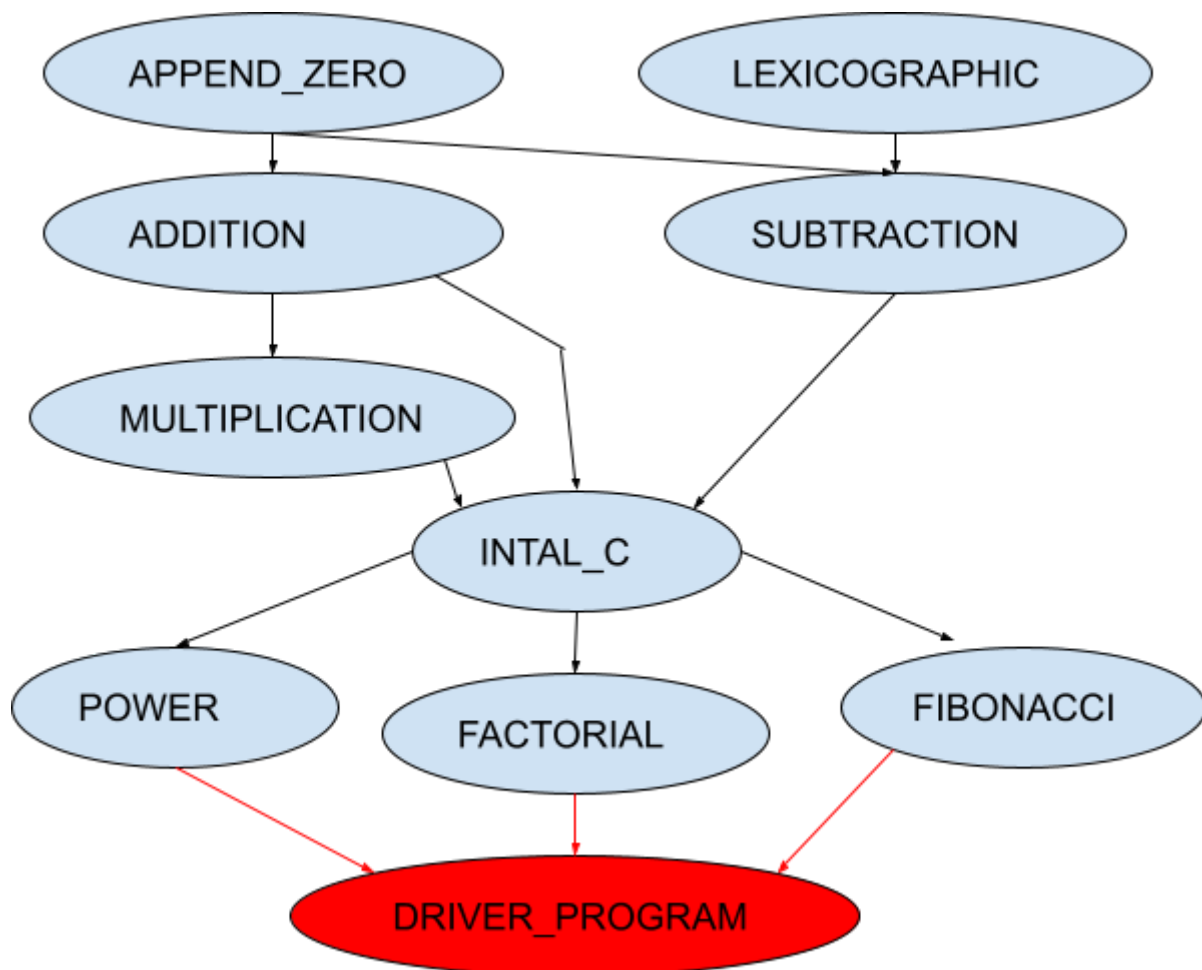 APPEND_ZERO
LEXICOGRAPHIC
ADDITION
SUBTRACTION
MULTIPLICATION
INTAL_C
POWER
FACTORIAL
FIBONACCI
DRIVER_PROGRAM